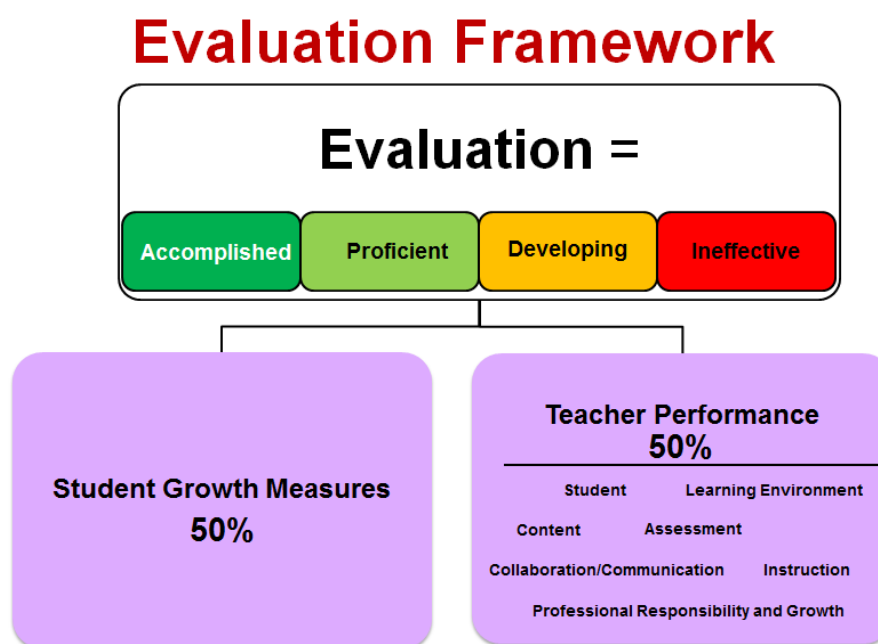 Evaluation Framework
Evaluation =
Accomplished Proficient Developing Ineffective
Student Growth Measures
50%
Teacher Performance
50%
Student Learning Environment
Content Assessment
Collaboration/Communication Instruction
Professional Responsibility and Growth